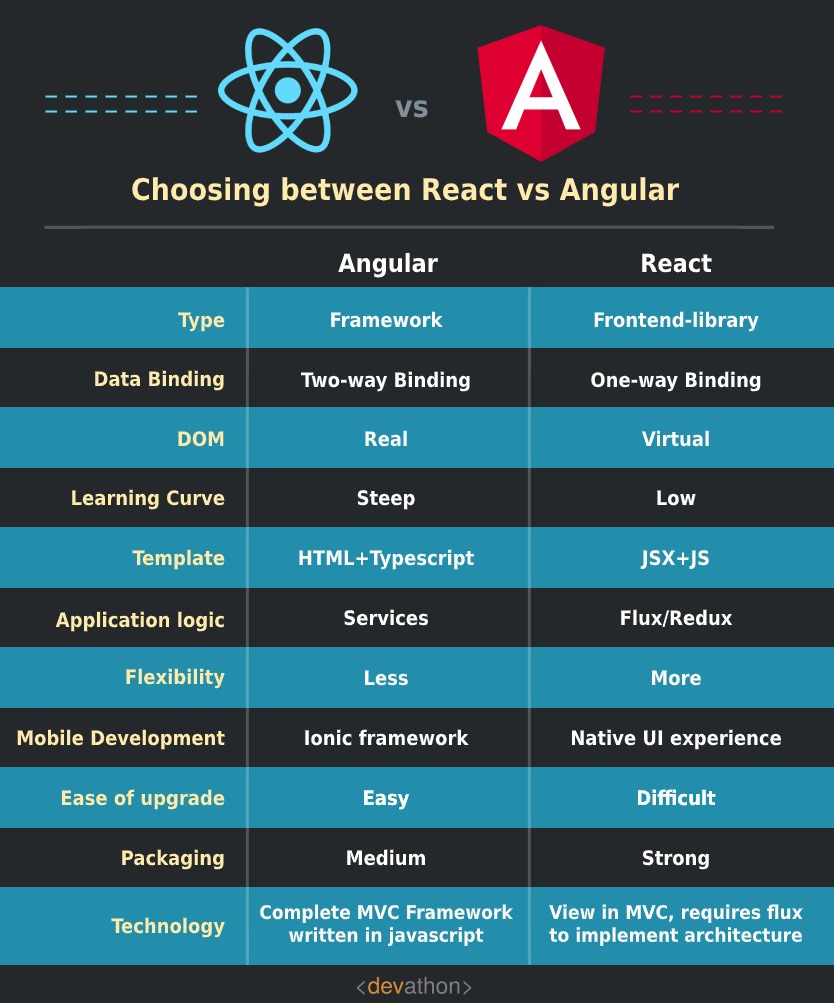 vs
Choosing between React vs Angular
Angular React
Type Framework Frontend-library
Data Binding Two-way Binding One-way Binding
DOM Real Virtual
Learning Curve Steep Low
Template HTML+Typescript JSX+JS
Application logic Services Flux/Redux
Flexibility Less More
Mobile Development Ionic framework Native UI experience
Ease of upgrade Easy Difficult
Packaging Medium Strong
Technology
Complete MVC Framework
written in javascript
View in MVC, requires flux
to implement architecture
<devathon>